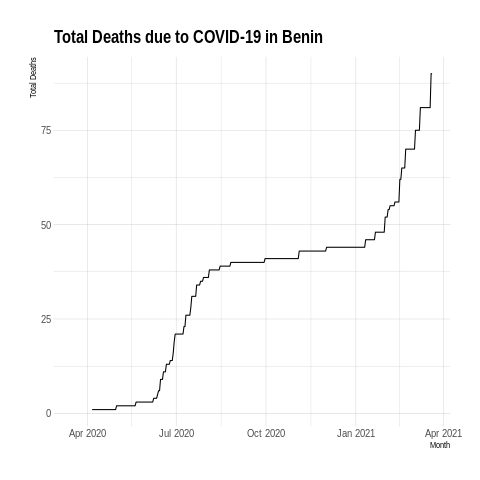 Total Deaths due to COVID-19 in Benin
Total Deaths
75
50
25
0
Apr 2020 Jul 2020 Oct 2020 Jan 2021 Apr 2021
Month